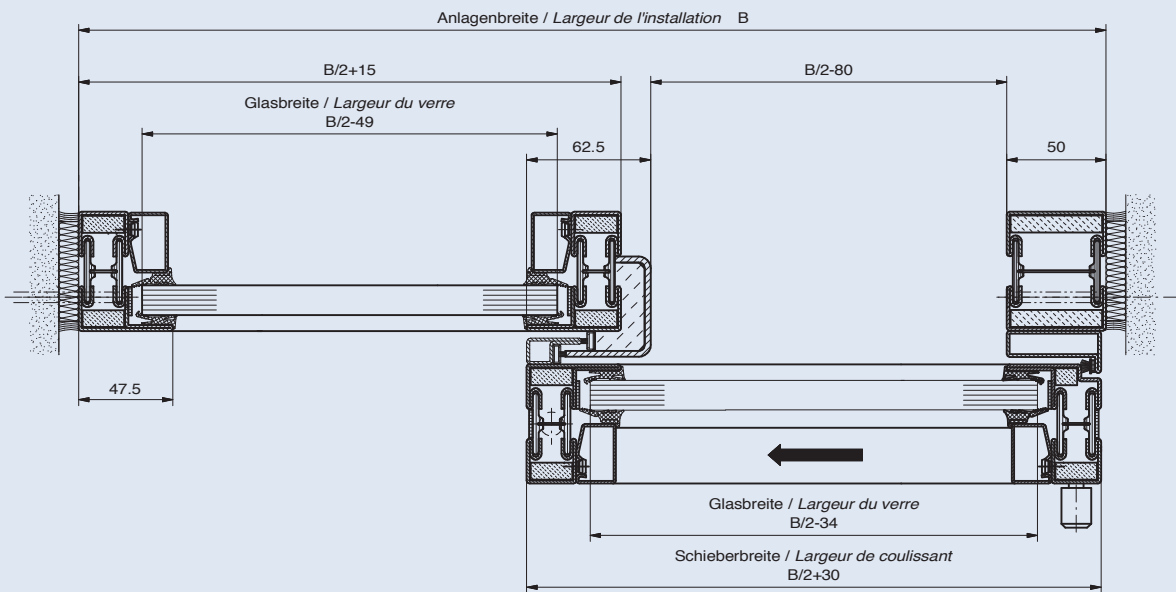 Anlagenbreite / Largeur de l'installation B
B/2+15
B/2-80
Glasbreite / Largeur du verre
B/2-49
62.5
50
47.5
Glasbreite / Largeur du verre
B/2-34
Schieberbreite / Largeur de coulissant
B/2+30